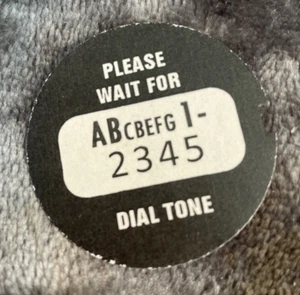 PLEASE
WAIT FOR
ABCBEFG 1-
2345
DIAL TONE